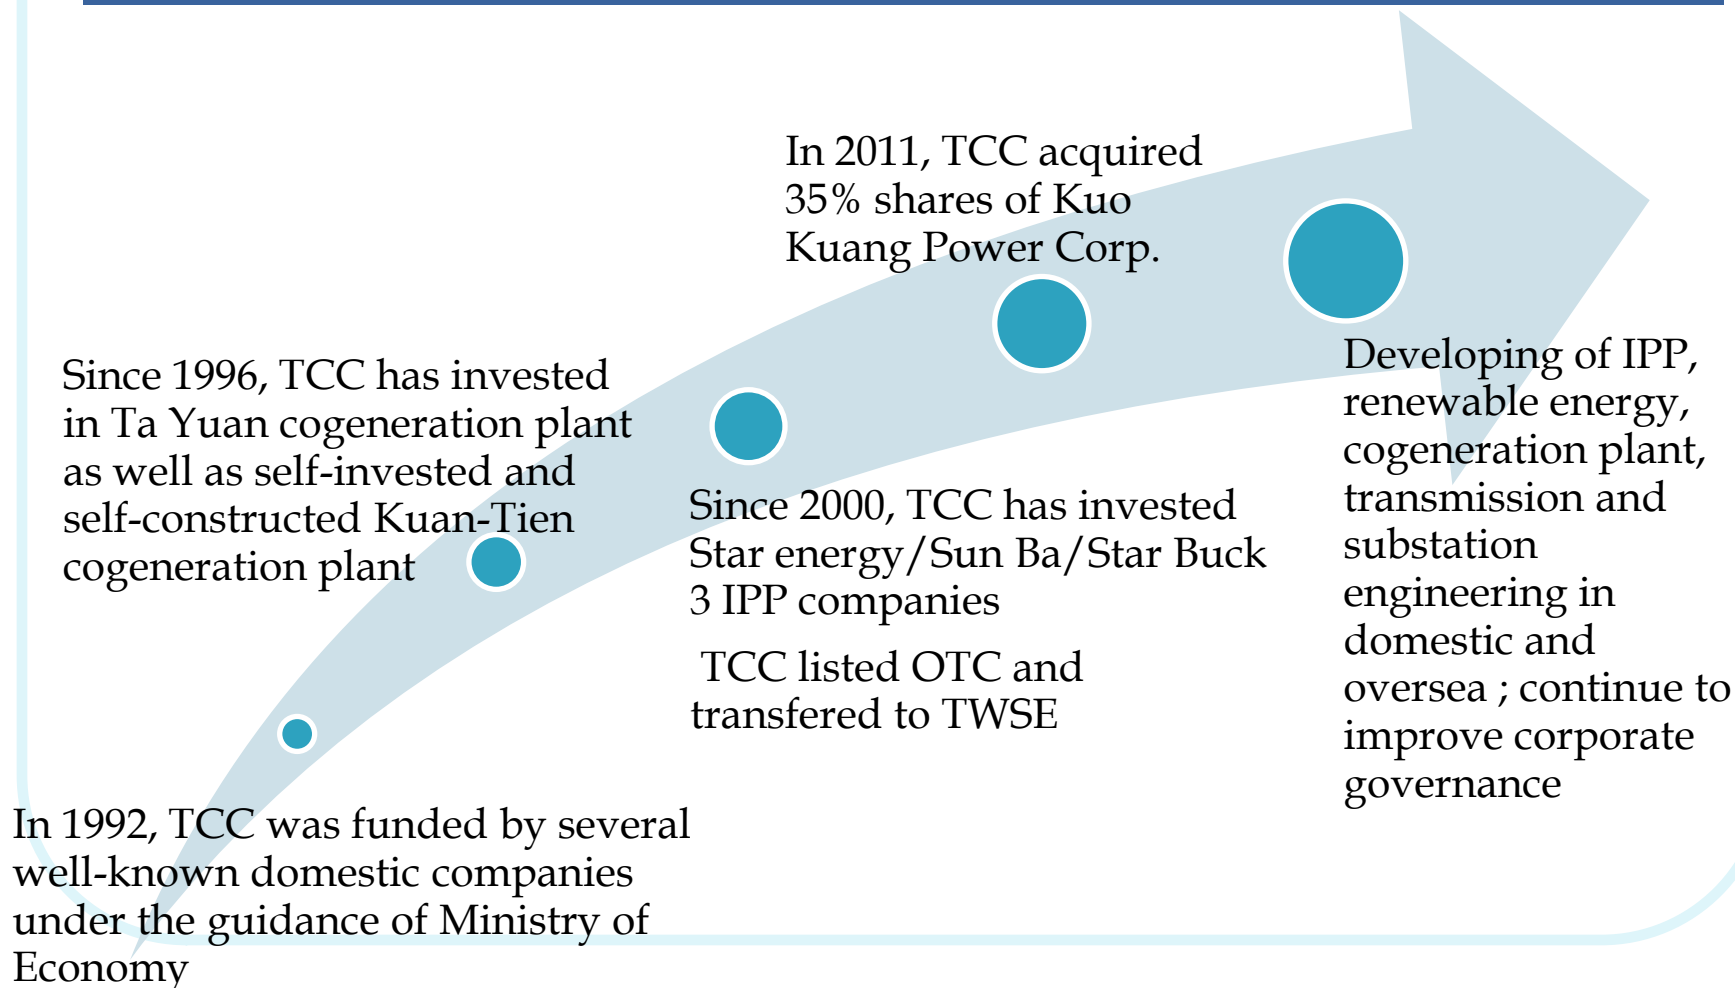 In 2011, TCC acquired
35% shares of Kuo
Kuang Power Corp.
Since 1996, TCC has invested
in Ta Yuan cogeneration plant
as well as self-invested and
self-constructed Kuan-Tien
cogeneration plant
Developing of IPP,
renewable energy,
cogeneration plant,
transmission and
substation
engineering in
domestic and
oversea ; continue to
improve corporate
governance
Since 2000, TCC has invested
Star energy/Sun Ba/Star Buck
3 IPP companies
TCC listed OTC and
transfered to TWSE
In 1992, TCC was funded by several
well-known domestic companies
under the guidance of Ministry of
Economy